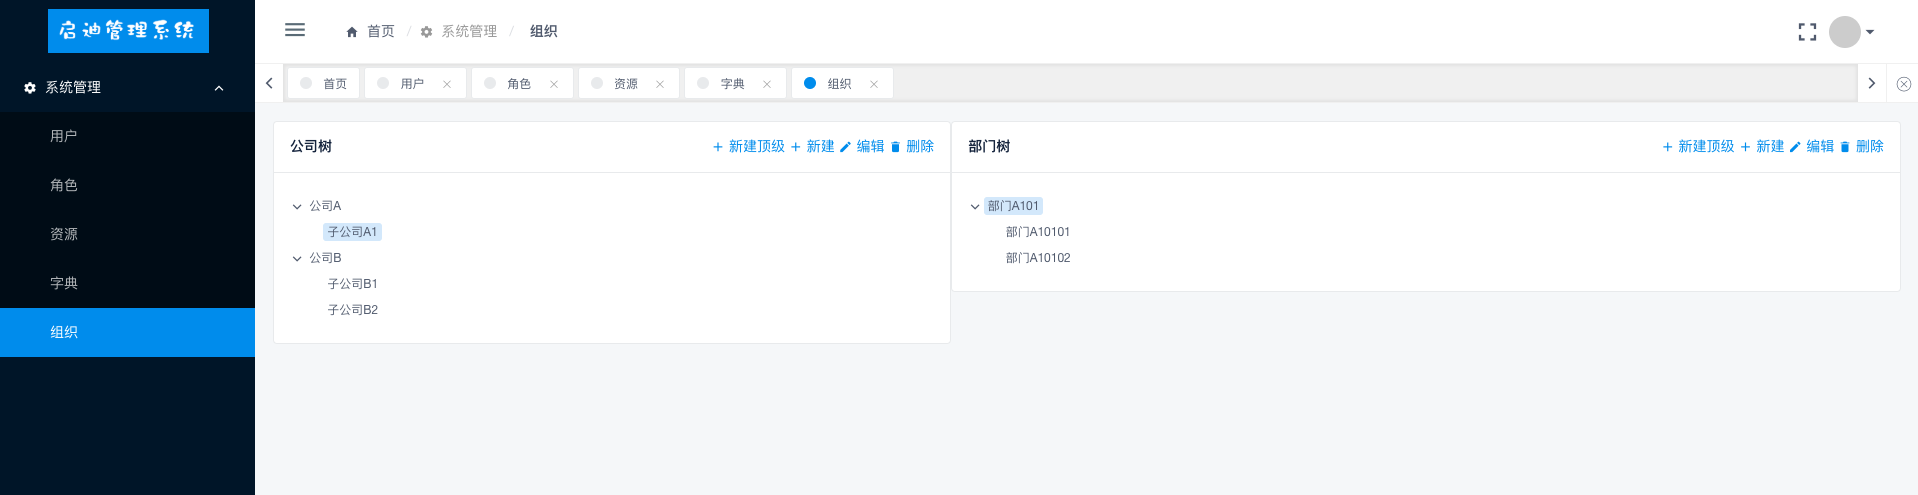 启迪管理系统
系统管理
用户
角色
资源
字典
组织
首页 / 系统管理 / 组织
首页 用户 角色 资源 字典 组织
公司树
+ 新建顶级 + 新建 编辑 删除
公司A
子公司A1
公司B
子公司B1
子公司B2
部门树
+ 新建顶级 + 新建 编辑 删除
部门A101
部门A10101
部门A10102